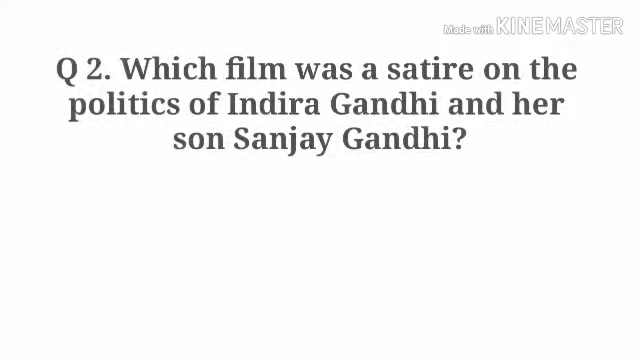 Made with KINEMASTER
Q 2. Which film was a satire on the
politics of Indira Gandhi and her
son Sanjay Gandhi?